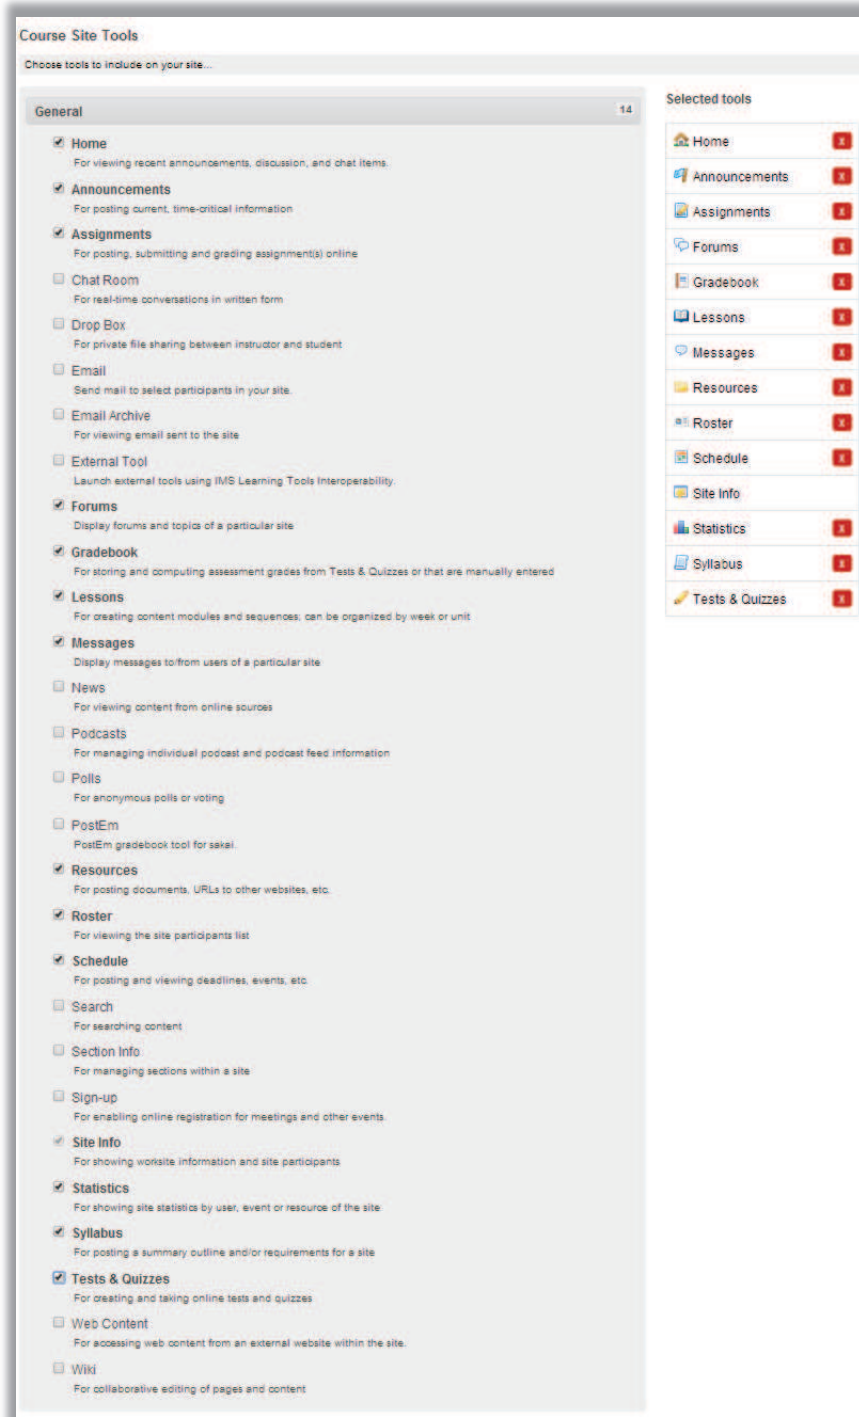 Course Site Tools
Choose tools to include on your site...
General 14
Home
For viewing recent announcements, discussion, and chat items.
Announcements
For posting current, time-critical information
Assignments
For posting, submitting and grading assignment(s) online
Chat Room
For real-time conversations in written form
Drop Box
For private file sharing between instructor and student
Email
Send mail to select participants in your site.
Email Archive
For viewing email sent to the site
External Tool
Launch external tools using IMS Learning Tools Interoperability.
Forums
Display forums and topics of a particular site
Gradebook
For storing and computing assessment grades from Tests & Quizzes or that are manually entered
Lessons
For creating content modules and sequences; can be organized by week or unit
Messages
Display messages to/from users of a particular site
News
For viewing content from online sources
Podcasts
For managing individual podcast and podcast feed information
Polls
For anonymous polls or voting
PostEm
PostEm gradebook tool for sakai.
Resources
For posting documents, URLs to other websites, etc.
Roster
For viewing the site participants list
Schedule
For posting and viewing deadlines, events, etc.
Search
For searching content
Section Info
For managing sections within a site
Sign-up
For enabling online registration for meetings and other events.
Site Info
For showing worksite information and site participants
Statistics
For showing site statistics by user, event or resource of the site
Syllabus
For posting a summary outline and/or requirements for a site
Tests & Quizzes
For creating and taking online tests and quizzes
Web Content
For accessing web content from an external website within the site.
Wiki
For collaborative editing of pages and content
Selected tools
Home x
Announcements x
Assignments x
Forums x
Gradebook x
Lessons x
Messages x
Resources x
Roster x
Schedule x
Site Info
Statistics x
Syllabus x
Tests & Quizzes x